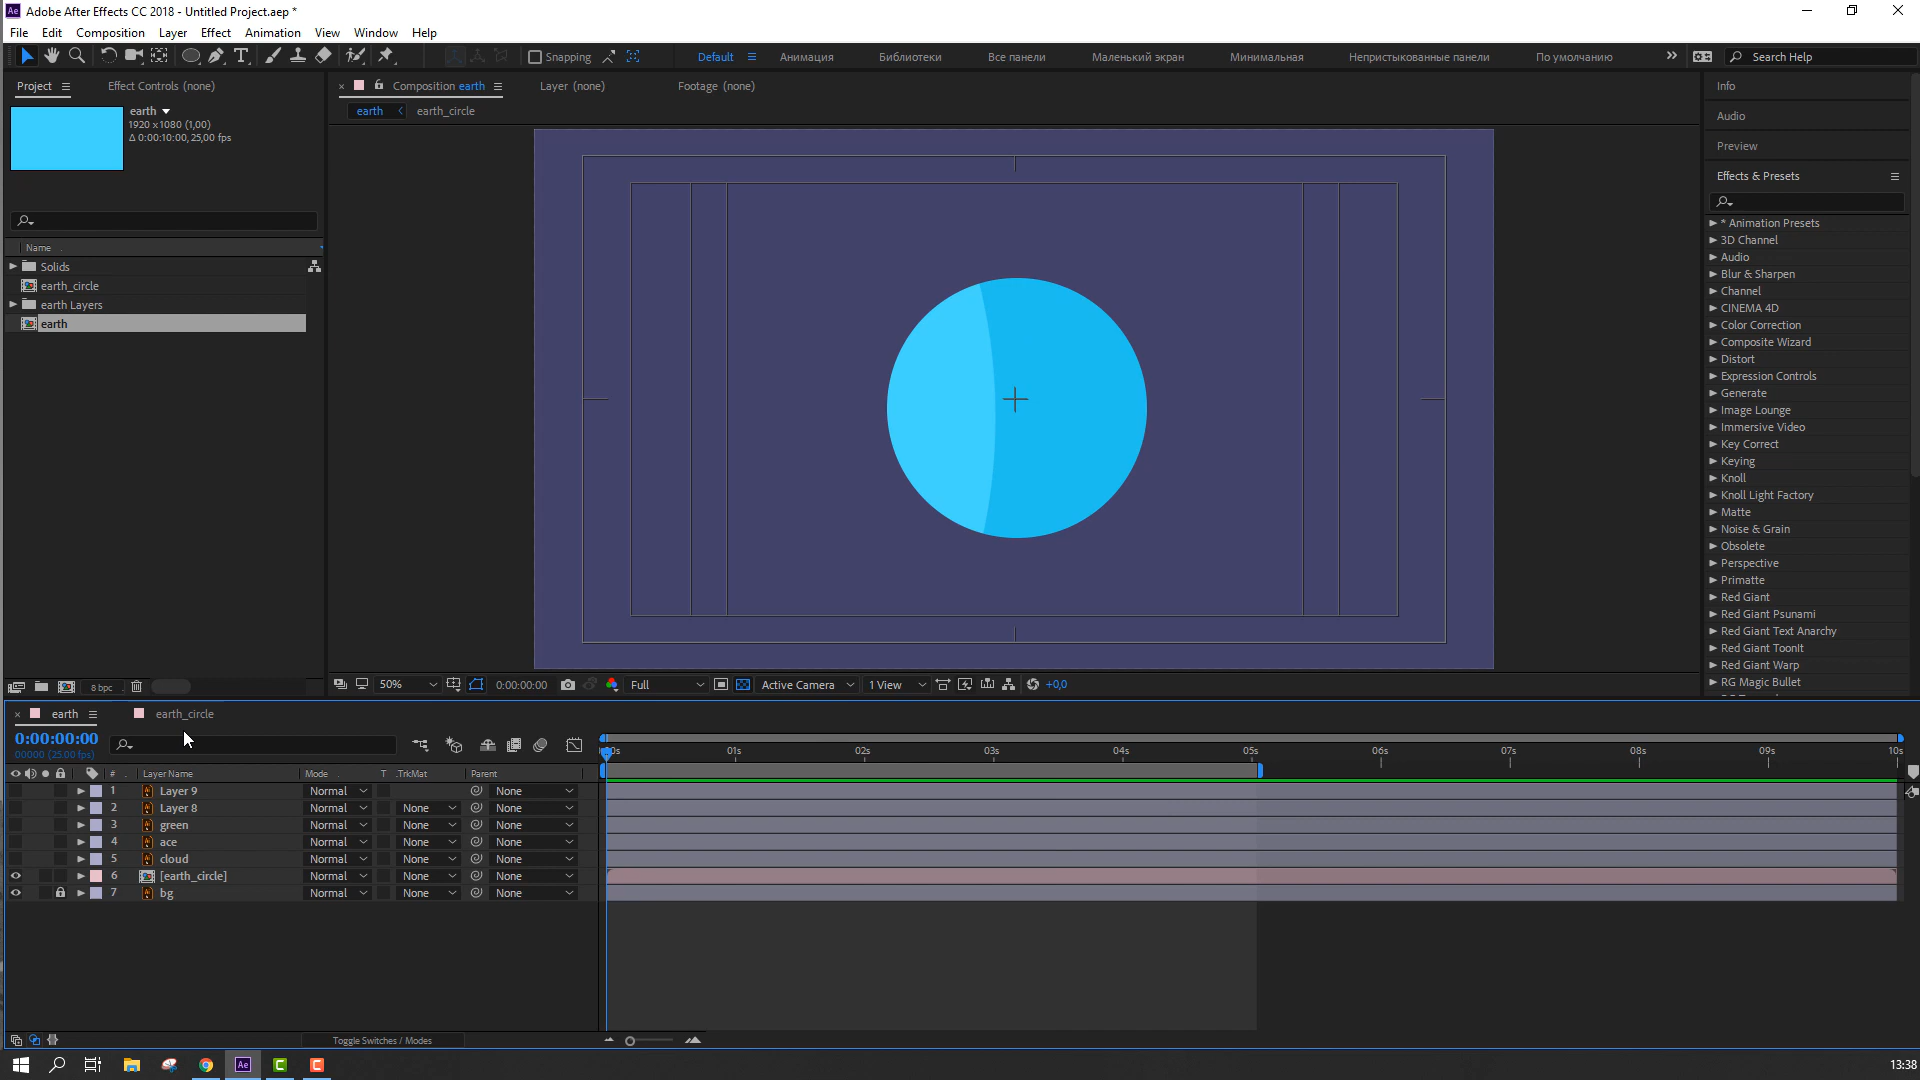 Ae Adobe After Effects CC 2018 - Untitled Project.aep *
File Edit Composition Layer Effect Animation View Window Help
Snapping Default Анимация Библиотеки Все панели Маленький экран Минимальная Непристыкованные панели По умолчанию Search Help
Project Effect Controls (none)
earth
1920 x1080 (1,00)
Δ 0:00:10:00, 25,00 fps
Name
Solids
earth_circle
earth Layers
earth
8 bpc
Composition earth Layer (none) Footage (none)
earth earth_circle
50% 0:00:00:00 Full Active Camera 1 View +0,0
Info
Audio
Preview
Effects & Presets
* Animation Presets
3D Channel
Audio
Blur & Sharpen
Channel
CINEMA 4D
Color Correction
Composite Wizard
Distort
Expression Controls
Generate
Image Lounge
Immersive Video
Key Correct
Keying
Knoll
Knoll Light Factory
Matte
Noise & Grain
Obsolete
Perspective
Primatte
Red Giant
Red Giant Psunami
Red Giant Text Anarchy
Red Giant ToonIt
Red Giant Warp
RG Magic Bullet
earth earth_circle
0:00:00:00
00000 (25.00 fps)
01s 02s 03s 04s 05s 06s 07s 08s 09s 10s
# Layer Name Mode T .TrkMat Parent
1 Layer 9 Normal None
2 Layer 8 Normal None None
3 green Normal None None
4 ace Normal None None
5 cloud Normal None None
6 [earth_circle] Normal None None
7 bg Normal None None
Toggle Switches / Modes
Ae C C 13:38